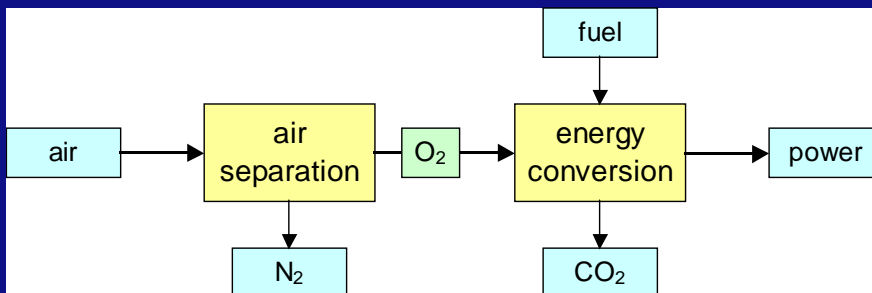 fuel
air
air
separation
O₂
energy
conversion
power
N₂
CO₂